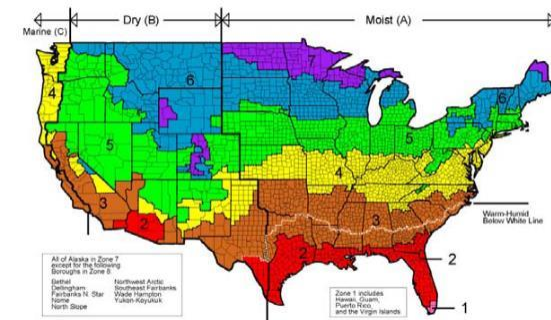 Dry (B)
Moist (A)
Marine (C)
7
6
6
4
5
5
4
3
3
2
2
Warm-Humid
Below White Line
2
1
All of Alaska in Zone 7
except for the following
Boroughs in Zone 8:
Bethel Northwest Arctic
Dellingham Southeast Fairbanks
Fairbanks N. Star Wade Hampton
Nome Yukon-Koyukuk
North Slope
Zone 1 includes
Hawaii, Guam,
Puerto Rico,
and the Virgin Islands